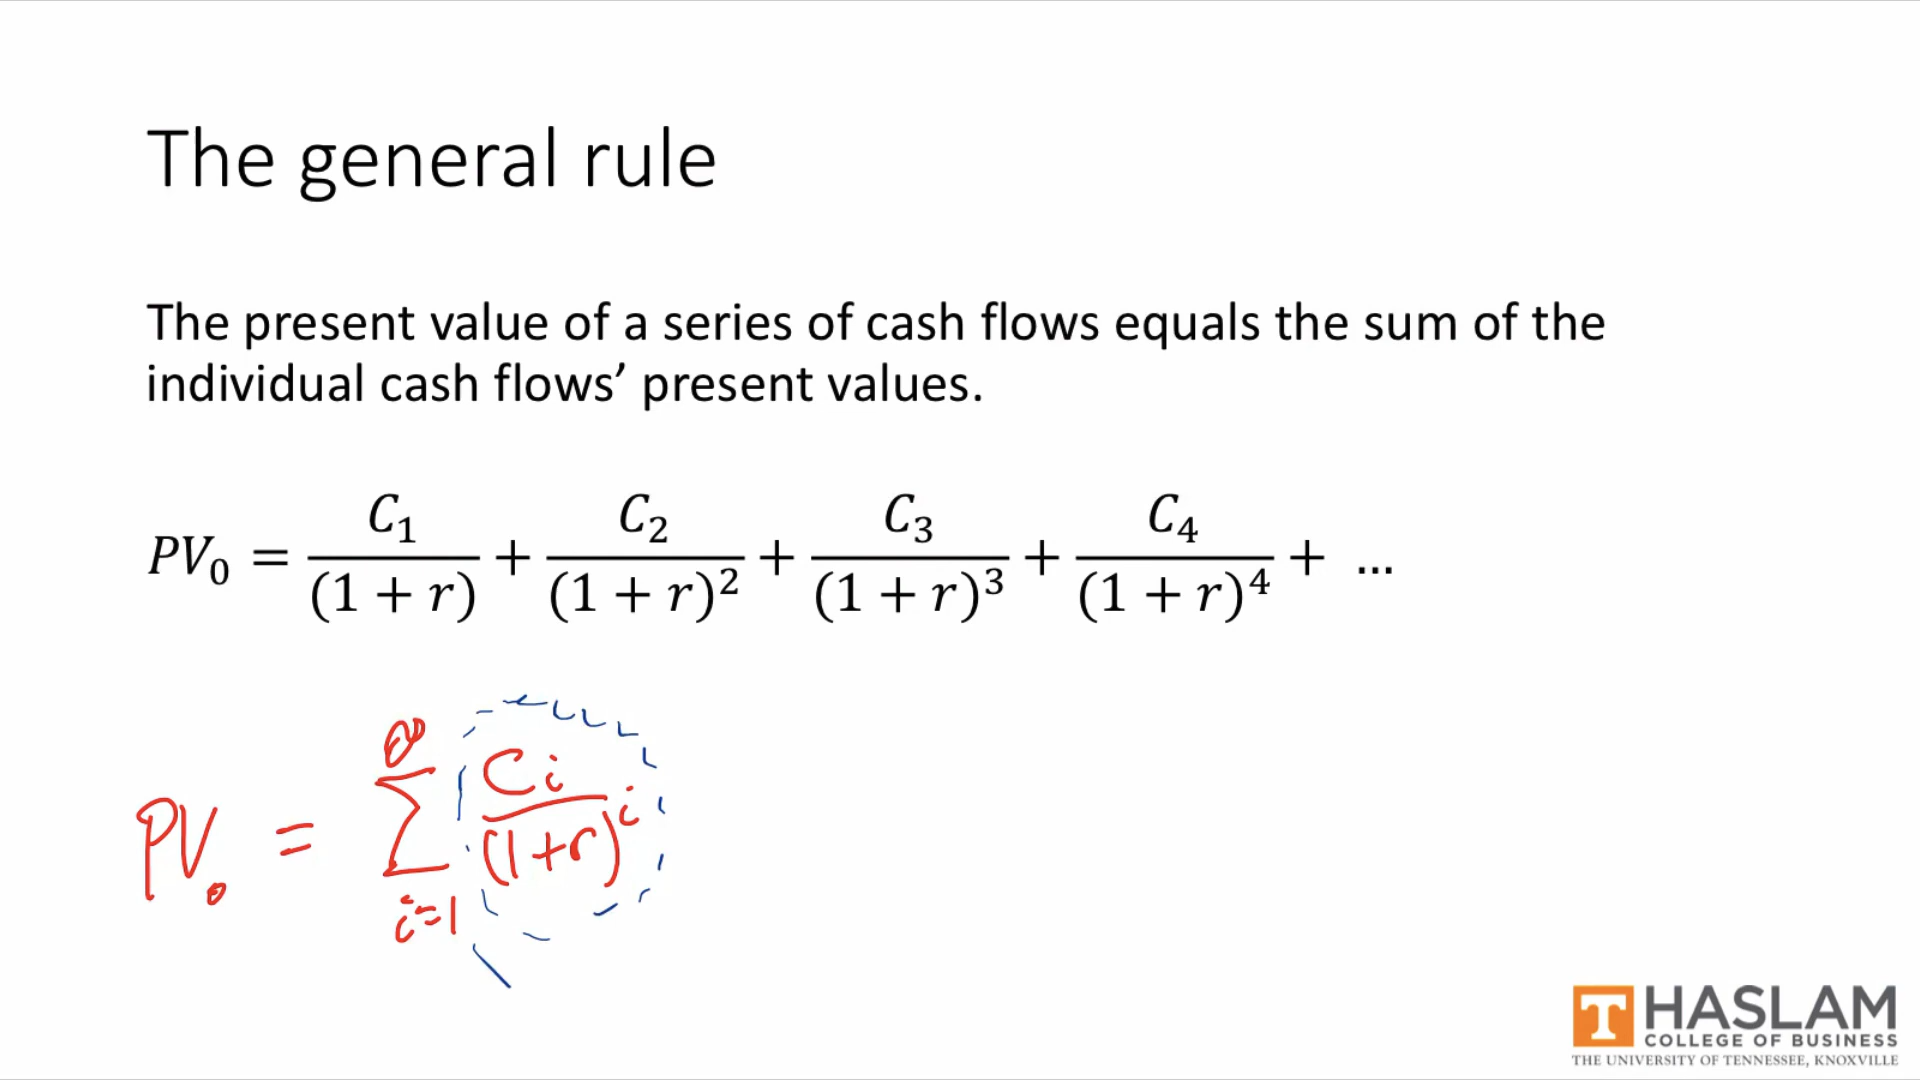 The general rule
The present value of a series of cash flows equals the sum of the
individual cash flows’ present values.
PV₀ = C₁/(1 + r) + C₂/(1 + r)² + C₃/(1 + r)³ + C₄/(1 + r)⁴ + ...
PV₀ = ∑_{i=1}^{∞} Ci/(1+r)^i
T HASLAM
COLLEGE OF BUSINESS
THE UNIVERSITY OF TENNESSEE, KNOXVILLE